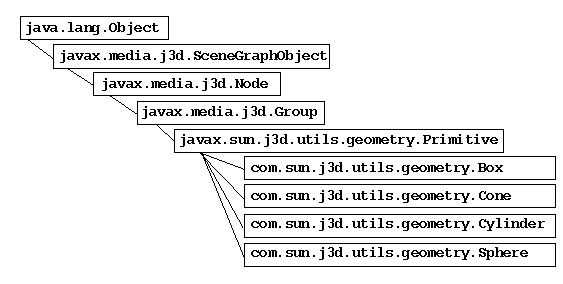 java.lang.Object
javax.media.j3d.SceneGraphObject
javax.media.j3d.Node
javax.media.j3d.Group
javax.sun.j3d.utils.geometry.Primitive
com.sun.j3d.utils.geometry.Box
com.sun.j3d.utils.geometry.Cone
com.sun.j3d.utils.geometry.Cylinder
com.sun.j3d.utils.geometry.Sphere